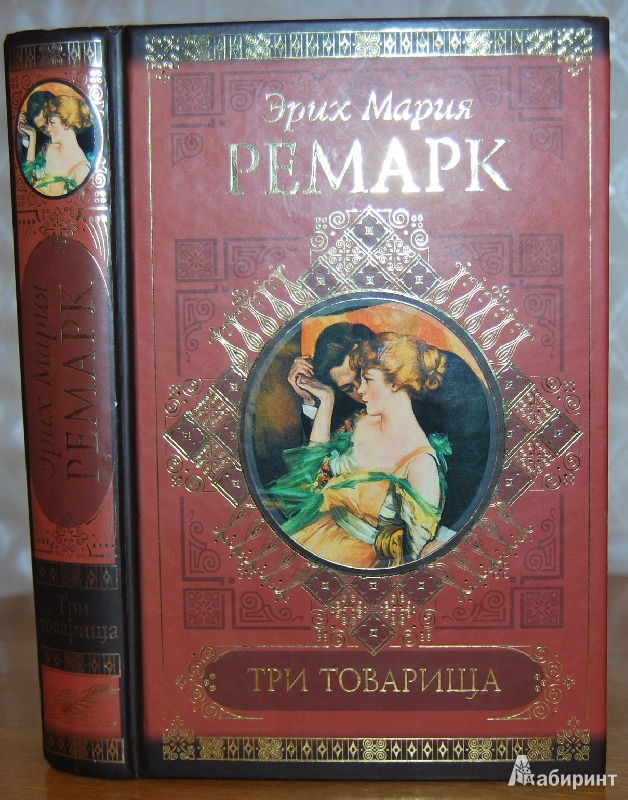 Эрих Мария
РЕМАРК
ТРИ ТОВАРИЩА
Эрих Мария
РЕМАРК
Три
товарища
Лабиринт